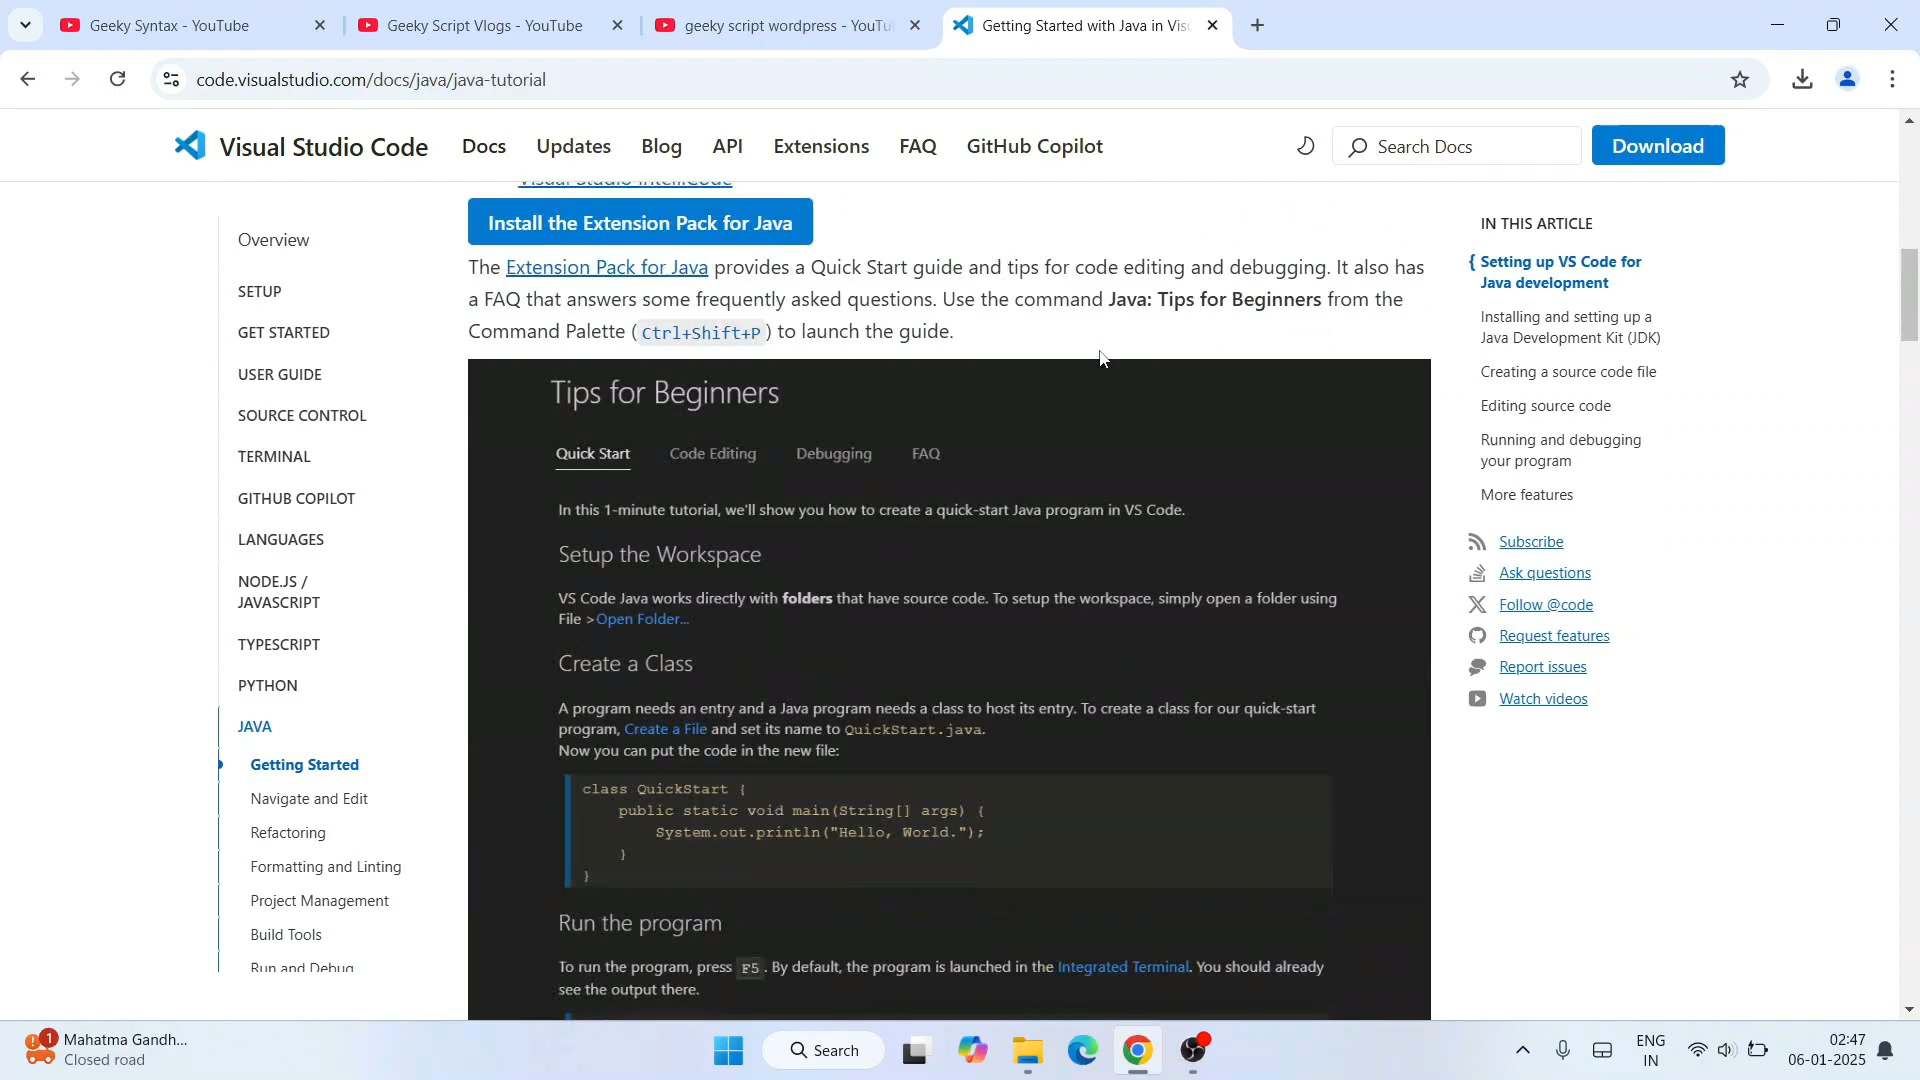 Geeky Syntax - YouTube
Geeky Script Vlogs - YouTube
geeky script wordpress - YouTu
Getting Started with Java in Visu
code.visualstudio.com/docs/java/java-tutorial
Visual Studio Code
Docs
Updates
Blog
API
Extensions
FAQ
GitHub Copilot
Search Docs
Download
Overview
SETUP
GET STARTED
USER GUIDE
SOURCE CONTROL
TERMINAL
GITHUB COPILOT
LANGUAGES
NODE.JS /
JAVASCRIPT
TYPESCRIPT
PYTHON
JAVA
Getting Started
Navigate and Edit
Refactoring
Formatting and Linting
Project Management
Build Tools
Run and Debug
Visual Studio IntelliCode
Install the Extension Pack for Java
The Extension Pack for Java provides a Quick Start guide and tips for code editing and debugging. It also has
a FAQ that answers some frequently asked questions. Use the command Java: Tips for Beginners from the
Command Palette (Ctrl+Shift+P) to launch the guide.
Tips for Beginners
Quick Start
Code Editing
Debugging
FAQ
In this 1-minute tutorial, we'll show you how to create a quick-start Java program in VS Code.
Setup the Workspace
VS Code Java works directly with folders that have source code. To setup the workspace, simply open a folder using
File >Open Folder...
Create a Class
A program needs an entry and a Java program needs a class to host its entry. To create a class for our quick-start
program, Create a File and set its name to QuickStart.java.
Now you can put the code in the new file:
class QuickStart {
public static void main(String[] args) {
System.out.println("Hello, World.");
}
}
Run the program
To run the program, press F5. By default, the program is launched in the Integrated Terminal. You should already
see the output there.
IN THIS ARTICLE
{ Setting up VS Code for
Java development
Installing and setting up a
Java Development Kit (JDK)
Creating a source code file
Editing source code
Running and debugging
your program
More features
Subscribe
Ask questions
Follow @code
Request features
Report issues
Watch videos
1
Mahatma Gandh...
Closed road
Search
ENG
IN
02:47
06-01-2025